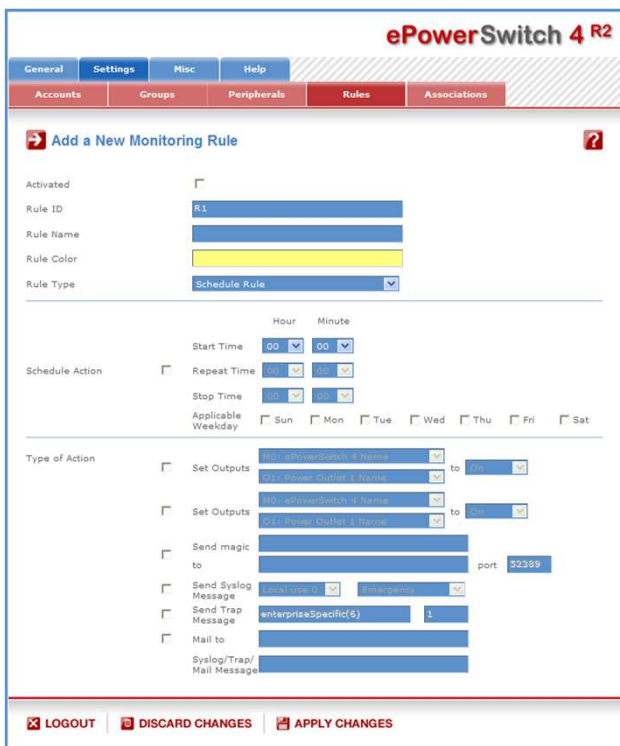 ePowerSwitch 4 R2
General Settings Misc Help
Accounts Groups Peripherals Rules Associations
Add a New Monitoring Rule ?
Activated
Rule ID R1
Rule Name
Rule Color
Rule Type Schedule Rule
Hour Minute
Start Time 00 00
Schedule Action Repeat Time 00 00
Stop Time 00 00
Applicable Weekday Sun Mon Tue Wed Thu Fri Sat
Type of Action
M0: ePowerSwitch 4 Name
Set Outputs to On
O1: Power Outlet 1 Name
M0: ePowerSwitch 4 Name
Set Outputs to On
O1: Power Outlet 1 Name
Send magic
to port 52389
Send Syslog Message Local use 0 Emergency
Send Trap Message enterpriseSpecific(6) 1
Mail to
Syslog/Trap/
Mail Message
LOGOUT DISCARD CHANGES APPLY CHANGES